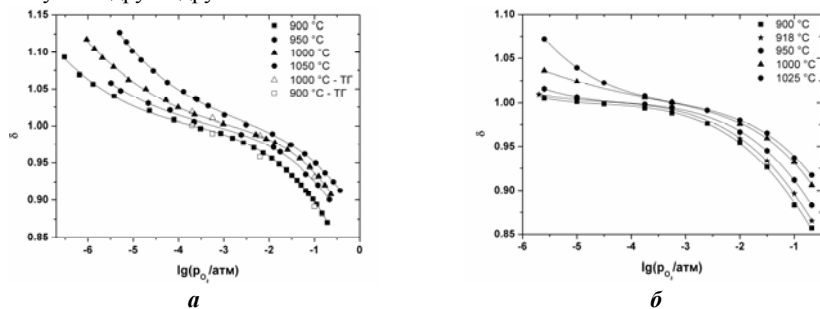 1.15
1.10
1.05
1.00
0.95
0.90
0.85
δ
-6
-5
-4
-3
-2
-1
0
lg(p_O₂/атм)
900 °C
950 °C
1000 °C
1050 °C
1000 °C - ТГ
900 °C - ТГ
а
1.10
1.05
1.00
0.95
0.90
0.85
δ
-6
-5
-4
-3
-2
-1
lg(p_O₂/атм)
900 °C
918 °C
950 °C
1000 °C
1025 °C
б